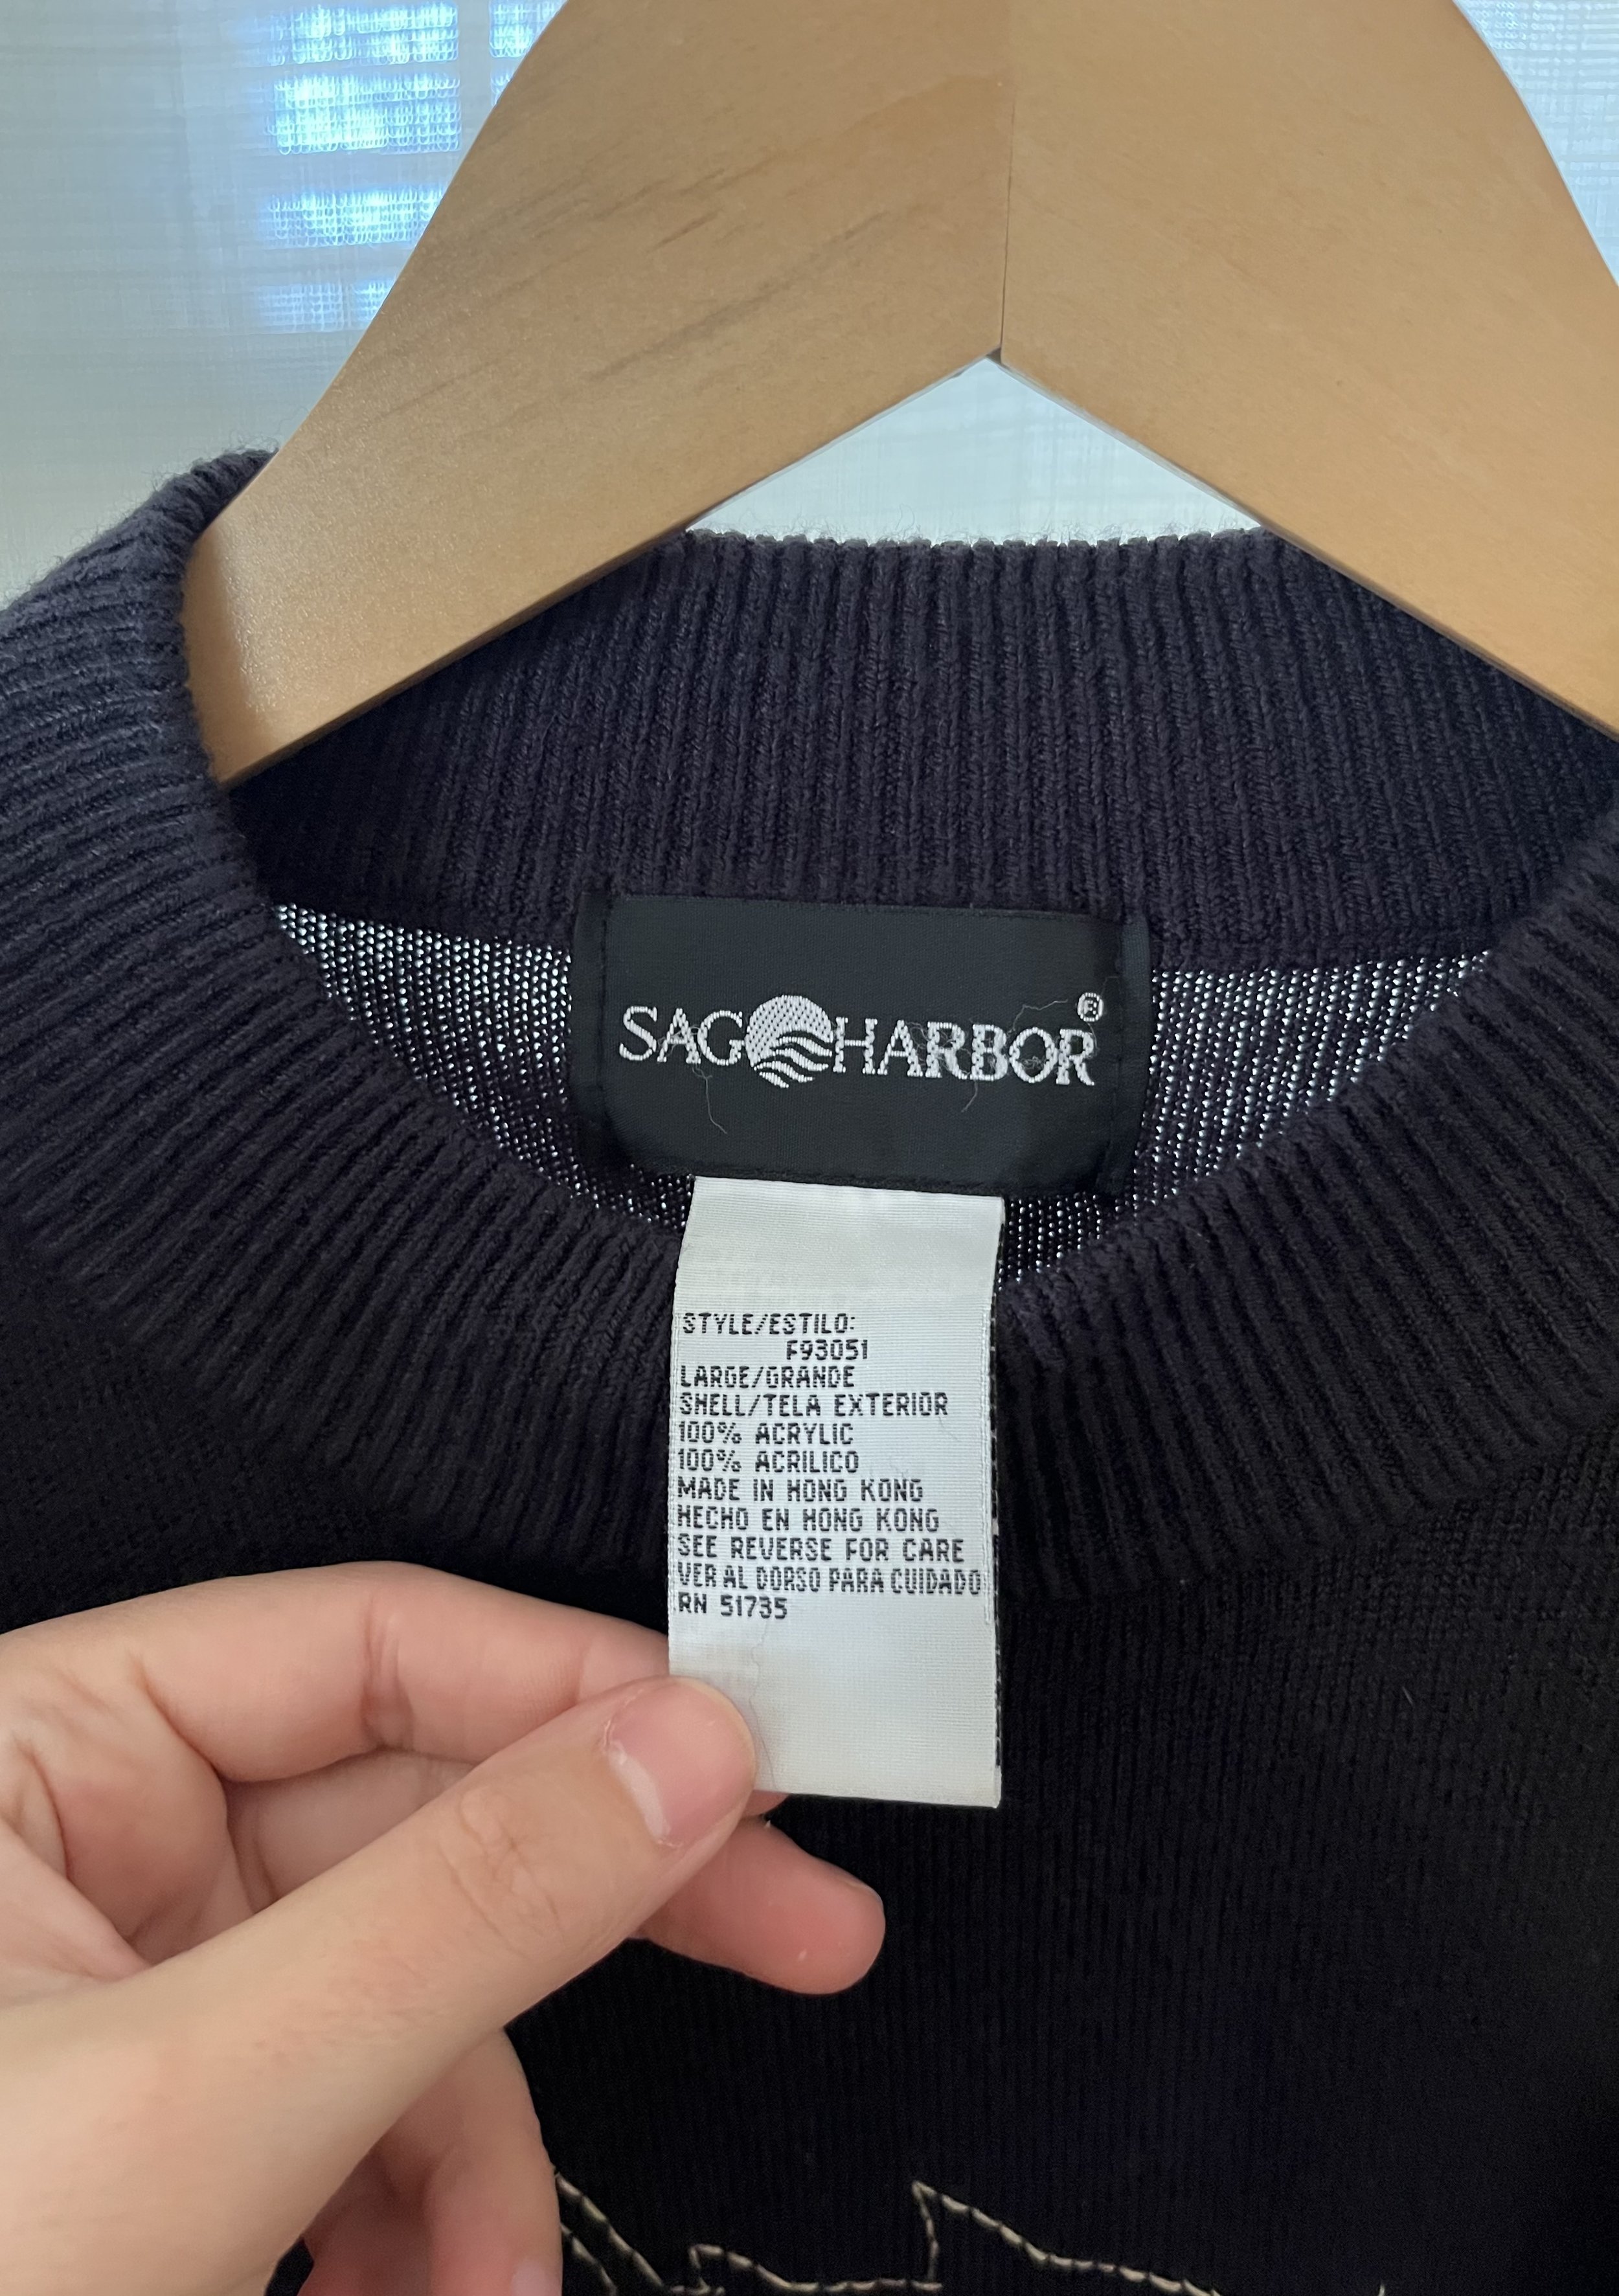 SAG HARBOR®
STYLE/ESTILO:
F93051
LARGE/GRANDE
SHELL/TELA EXTERIOR
100% ACRYLIC
100% ACRILICO
MADE IN HONG KONG
HECHO EN HONG KONG
SEE REVERSE FOR CARE
VER AL DORSO PARA CUIDADO
RN 51735